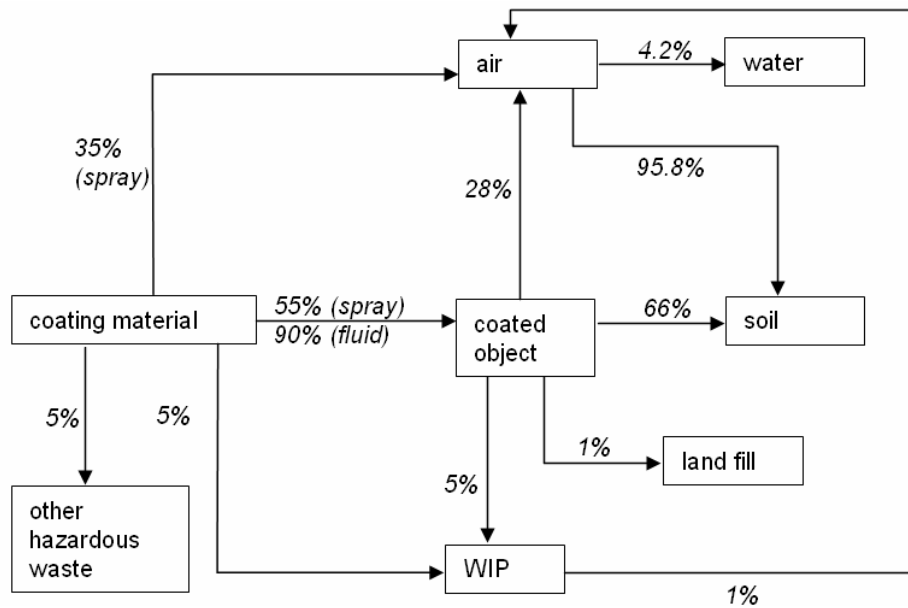 air
4.2%
water
35%
(spray)
28%
95.8%
coating material
55% (spray)
90% (fluid)
coated
object
66%
soil
5%
5%
5%
1%
land fill
other
hazardous
waste
WIP
1%